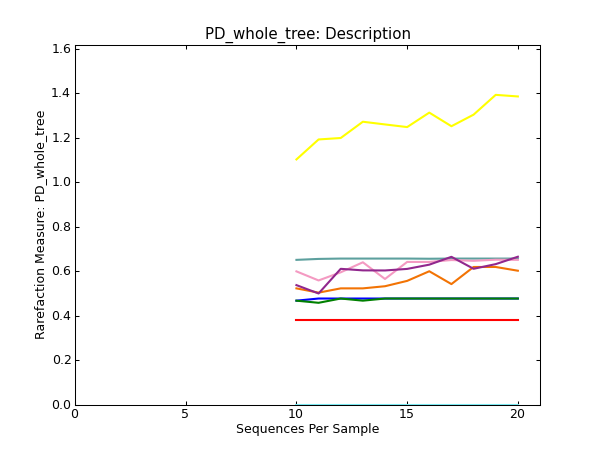 PD_whole_tree: Description
1.6
1.4
1.2
1.0
0.8
0.6
0.4
0.2
0.0
Rarefaction Measure: PD_whole_tree
0 5 10 15 20
Sequences Per Sample